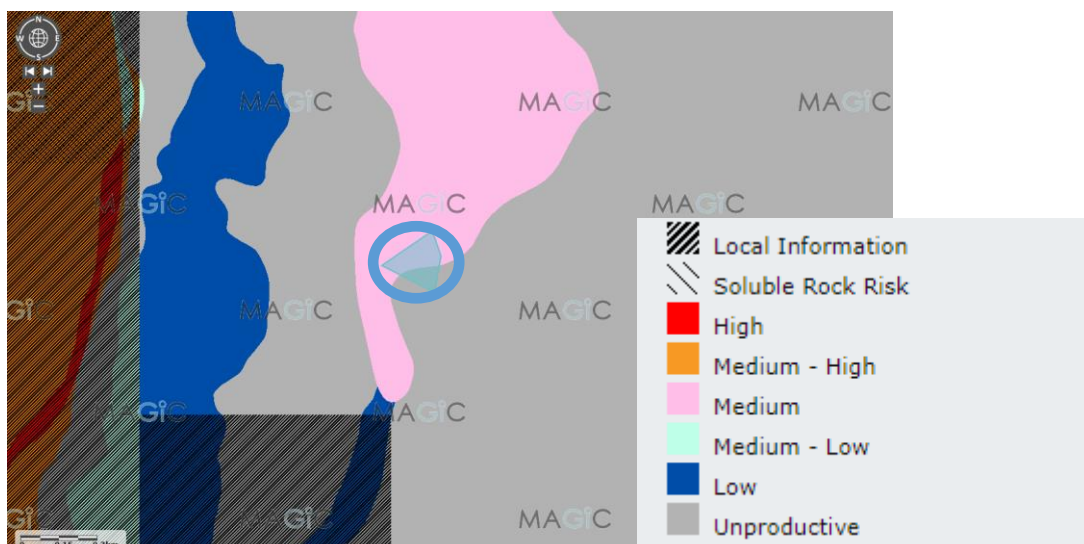 N
W E
S
MAGiC MAGiC MAGiC
MAGiC MAGiC MAGiC
MAGiC MAGiC
MAGiC MAGiC
MAGiC MAGiC
Local Information
Soluble Rock Risk
High
Medium - High
Medium
Medium - Low
Low
Unproductive